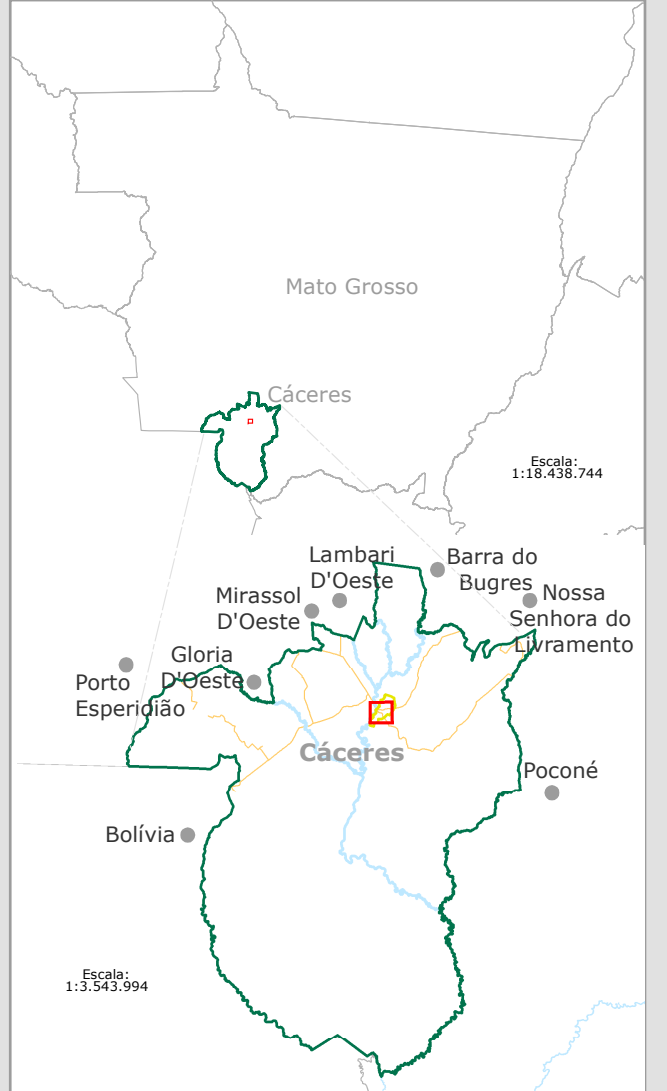 Mato Grosso
Cáceres
Escala:
1:18.438.744
Lambari
D'Oeste
Barra do
Bugres
Mirassol
D'Oeste
Nossa
Senhora do
Livramento
Gloria
D'Oeste
Porto
Esperidião
Cáceres
Poconé
Bolívia
Escala:
1:3.543.994